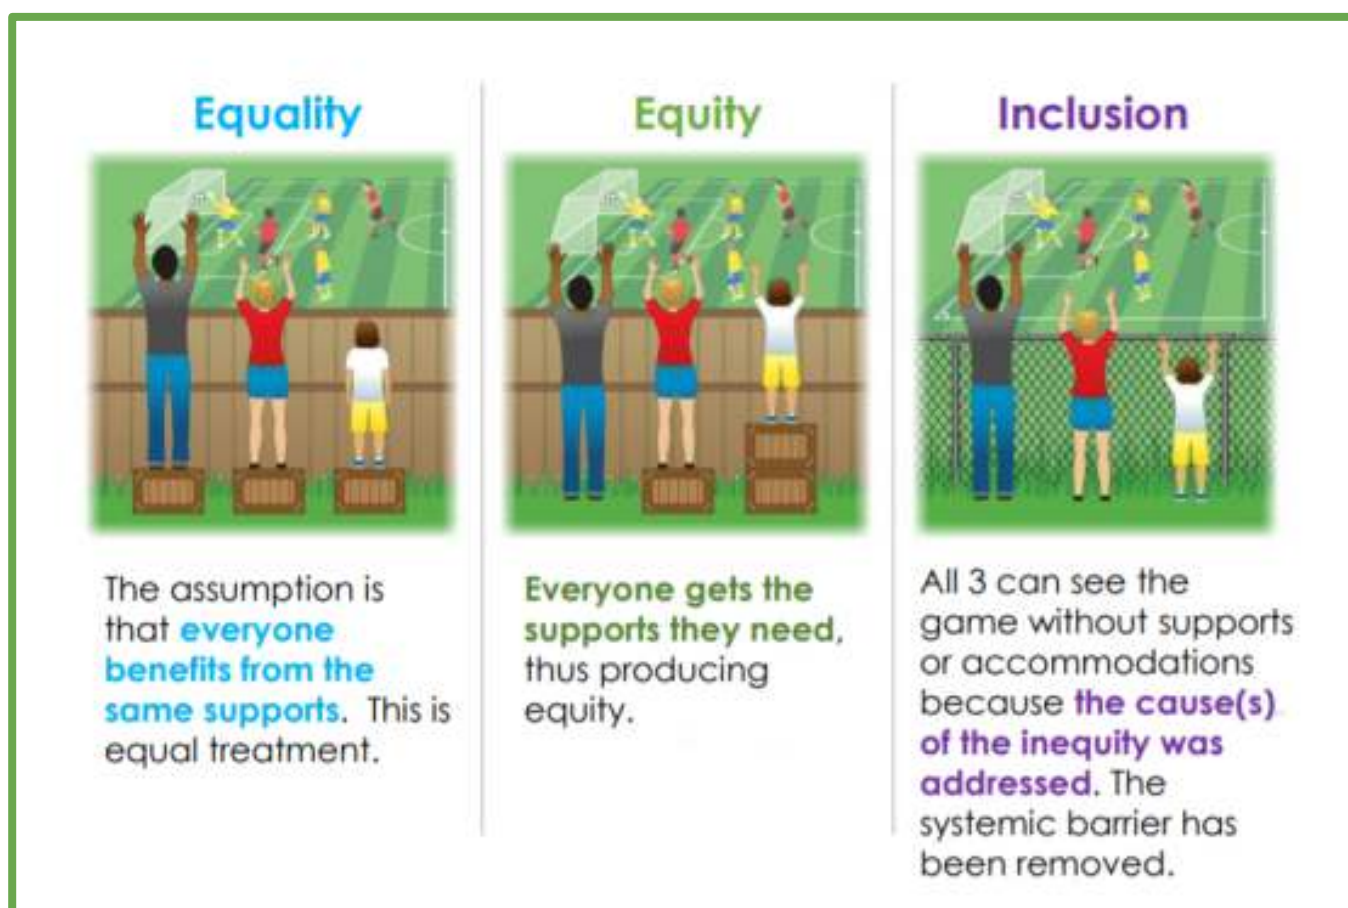 Equality
The assumption is
that everyone
benefits from the
same supports.  This is
equal treatment.
Equity
Everyone gets the
supports they need,
thus producing
equity.
Inclusion
All 3 can see the
game without supports
or accommodations
because the cause(s)
of the inequity was
addressed. The
systemic barrier has
been removed.